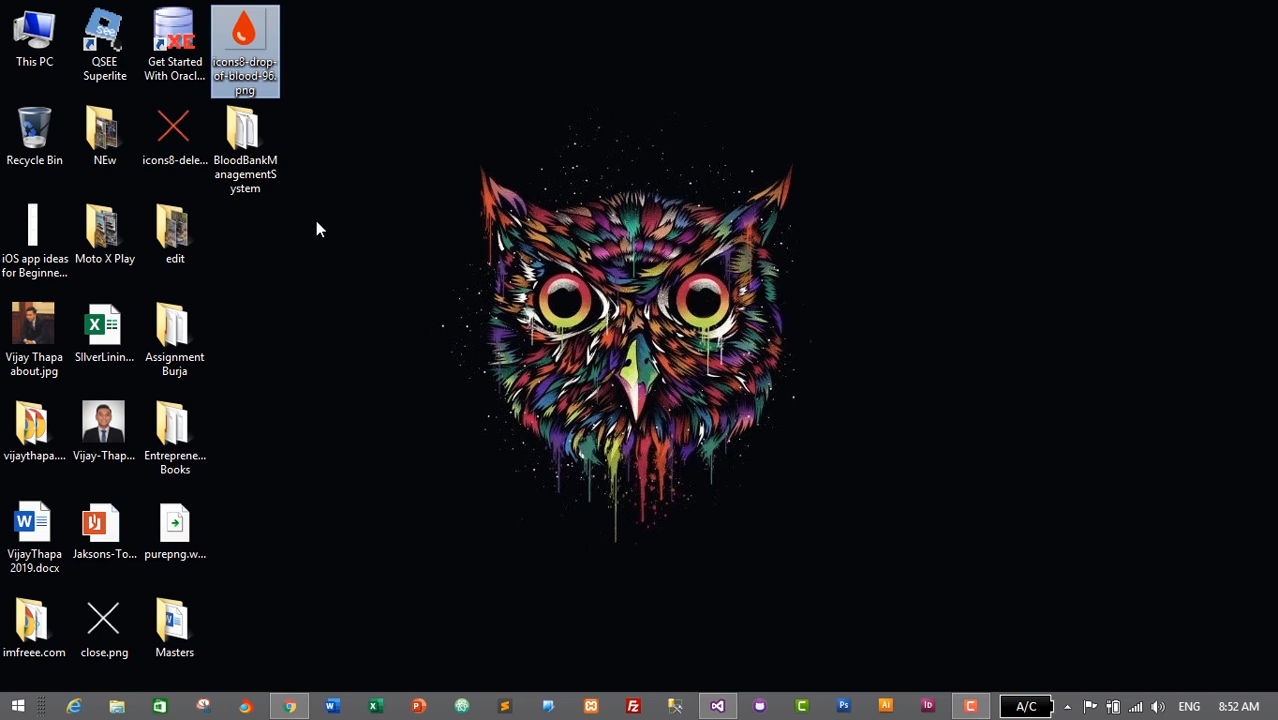 This PC
QSEE
Superlite
Get Started
With Oracl...
icons8-drop-
of-blood-96.
png
Recycle Bin
NEw
icons8-dele...
BloodBankM
anagementS
ystem
iOS app ideas
for Beginne...
Moto X Play
edit
Vijay Thapa
about.jpg
SIlverLinin...
Assignment
Burja
vijaythapa....
Vijay-Thap...
Entreprene...
Books
VijayThapa
2019.docx
Jaksons-To...
purepng.w...
imfreee.com
close.png
Masters
A/C
ENG
8:52 AM